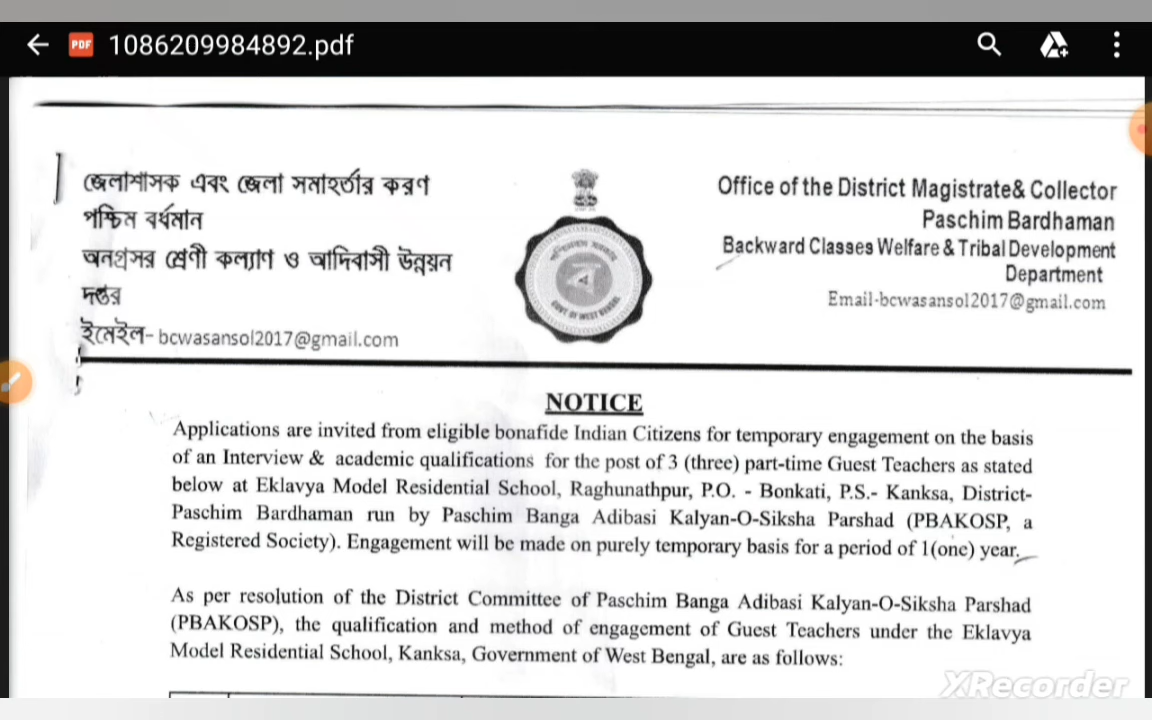 1086209984892.pdf
জেলাশাসক এবং জেলা সমাহর্তার করণ
পশ্চিম বর্ধমান
অনগ্রসর শ্রেণী কল্যাণ ও আদিবাসী উন্নয়ন
দপ্তর
ইমেইল- bcwasansol2017@gmail.com
Office of the District Magistrate& Collector
Paschim Bardhaman
Backward Classes Welfare & Tribal Development
Department
Email-bcwasansol2017@gmail.com
GOVT OF WEST BENGAL
NOTICE
Applications are invited from eligible bonafide Indian Citizens for temporary engagement on the basis
of an Interview & academic qualifications for the post of 3 (three) part-time Guest Teachers as stated
below at Eklavya Model Residential School, Raghunathpur, P.O. - Bonkati, P.S.- Kanksa, District-
Paschim Bardhaman run by Paschim Banga Adibasi Kalyan-O-Siksha Parshad (PBAKOSP, a
Registered Society). Engagement will be made on purely temporary basis for a period of 1(one) year.
As per resolution of the District Committee of Paschim Banga Adibasi Kalyan-O-Siksha Parshad
(PBAKOSP), the qualification and method of engagement of Guest Teachers under the Eklavya
Model Residential School, Kanksa, Government of West Bengal, are as follows:
XRecorder